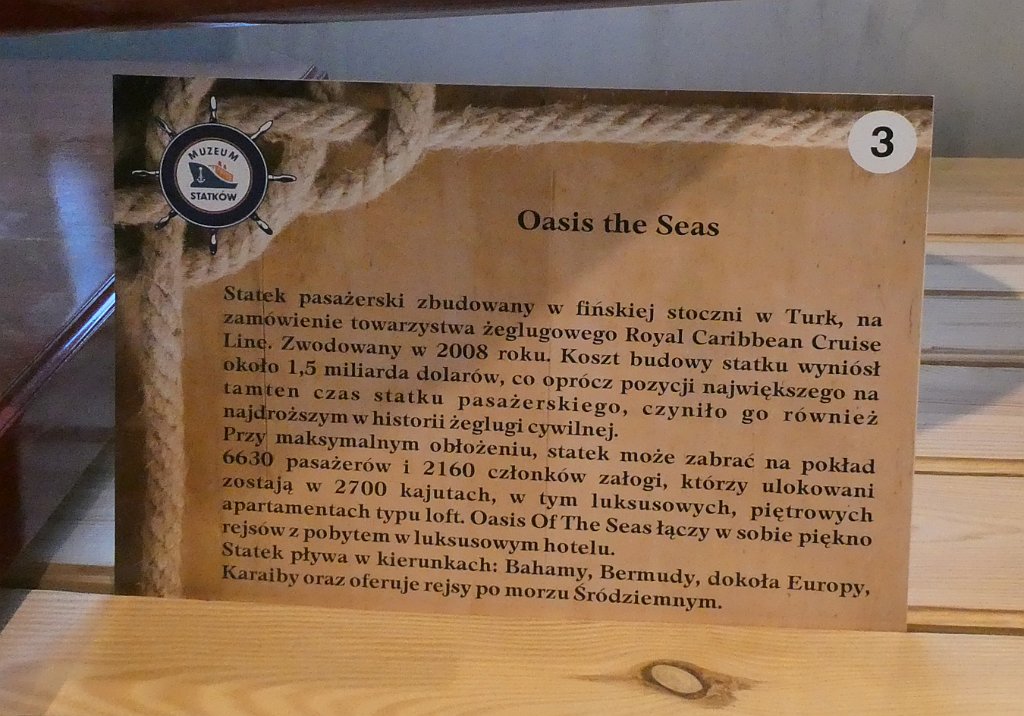 MUZEUM
STATKÓW
3
Oasis the Seas
Statek pasażerski zbudowany w fińskiej stoczni w Turk, na
zamówienie towarzystwa żeglugowego Royal Caribbean Cruise
Line. Zwodowany w 2008 roku. Koszt budowy statku wyniósł
około 1,5 miliarda dolarów, co oprócz pozycji największego na
tamten czas statku pasażerskiego, czyniło go również
najdroższym w historii żeglugi cywilnej.
Przy maksymalnym obłożeniu, statek może zabrać na pokład
6630 pasażerów i 2160 członków załogi, którzy ulokowani
zostają w 2700 kajutach, w tym luksusowych, piętrowych
apartamentach typu loft. Oasis Of The Seas łączy w sobie piękno
rejsów z pobytem w luksusowym hotelu.
Statek pływa w kierunkach: Bahamy, Bermudy, dokoła Europy,
Karaiby oraz oferuje rejsy po morzu Śródziemnym.